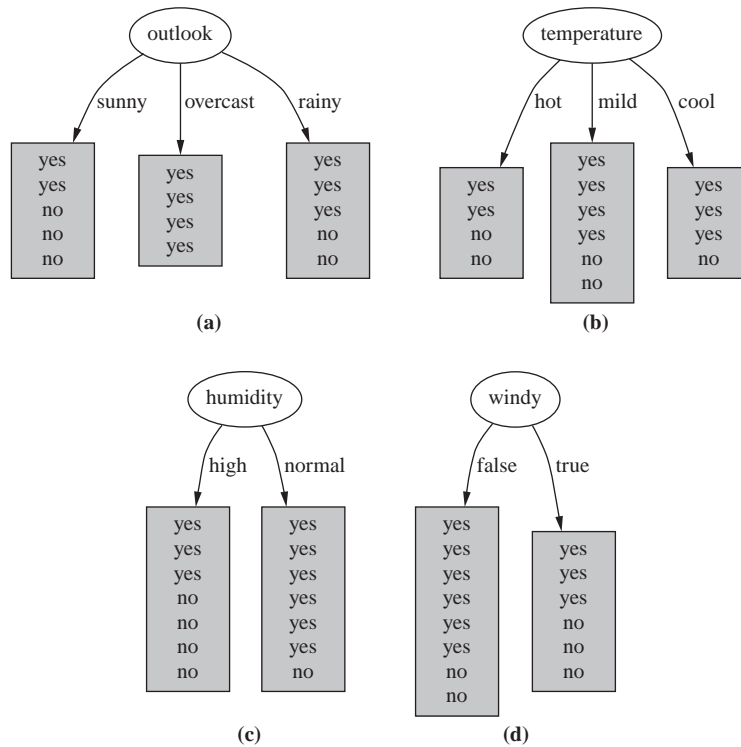 outlook
sunny
overcast
rainy
yes
yes
no
no
no
yes
yes
yes
yes
yes
yes
yes
no
no
(a)
temperature
hot
mild
cool
yes
yes
no
no
yes
yes
yes
yes
no
no
yes
yes
yes
no
(b)
humidity
high
normal
yes
yes
yes
no
no
no
no
yes
yes
yes
yes
yes
yes
no
(c)
windy
false
true
yes
yes
yes
yes
yes
yes
no
no
yes
yes
yes
no
no
no
(d)